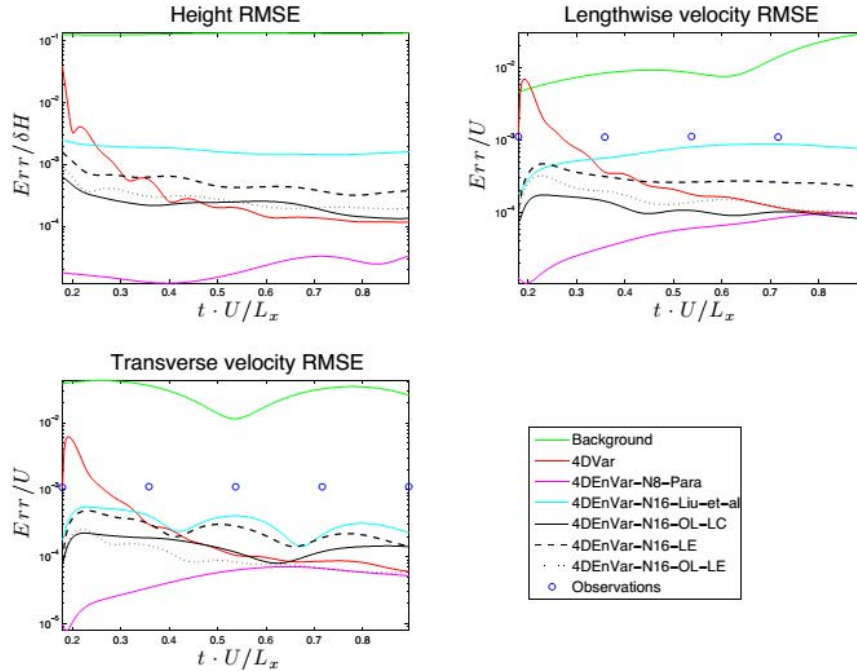 Height RMSE
10⁻¹
10⁻²
10⁻³
10⁻⁴
Err/δH
0.2 0.3 0.4 0.5 0.6 0.7 0.8
t · U/Lₓ
Lengthwise velocity RMSE
10⁻²
10⁻³
10⁻⁴
Err/U
0.2 0.3 0.4 0.5 0.6 0.7 0.8
t · U/Lₓ
Transverse velocity RMSE
10⁻²
10⁻³
10⁻⁴
10⁻⁵
Err/U
0.2 0.3 0.4 0.5 0.6 0.7 0.8
t · U/Lₓ
Background
4DVar
4DEnVar-N8-Para
4DEnVar-N16-Liu-et-al
4DEnVar-N16-OL-LC
4DEnVar-N16-LE
4DEnVar-N16-OL-LE
Observations